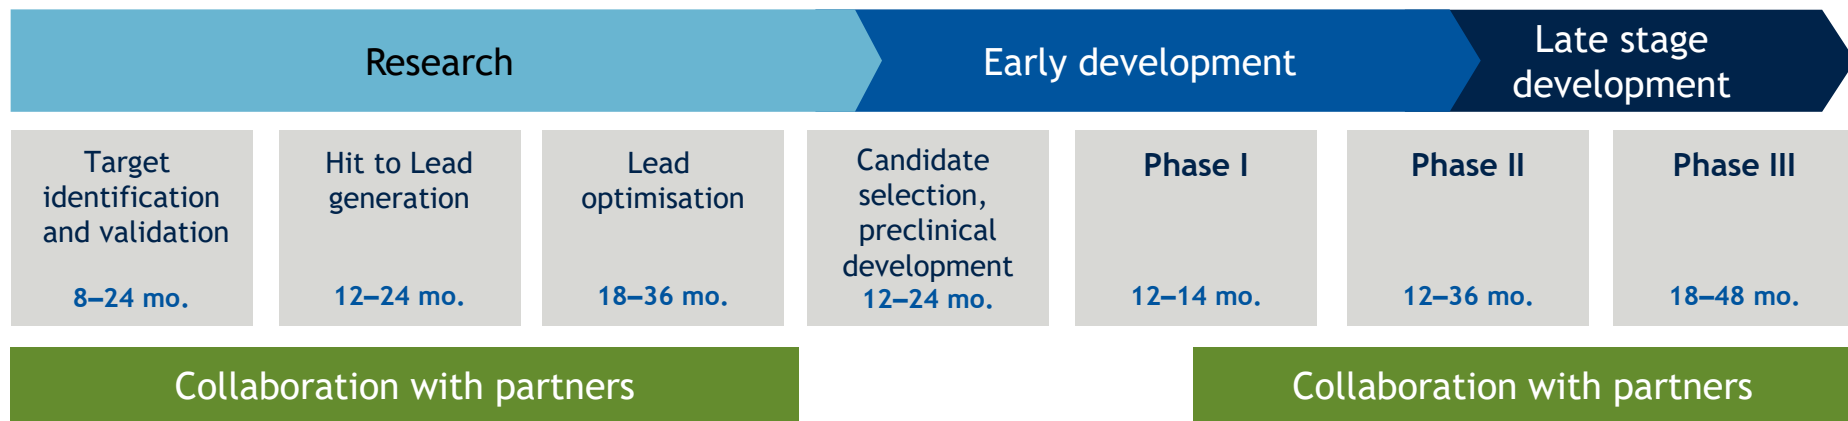 Research
Early development
Late stage
development
Target
identification
and validation
8–24 mo.
Hit to Lead
generation
12–24 mo.
Lead
optimisation
18–36 mo.
Candidate
selection,
preclinical
development
12–24 mo.
Phase I
12–14 mo.
Phase II
12–36 mo.
Phase III
18–48 mo.
Collaboration with partners
Collaboration with partners